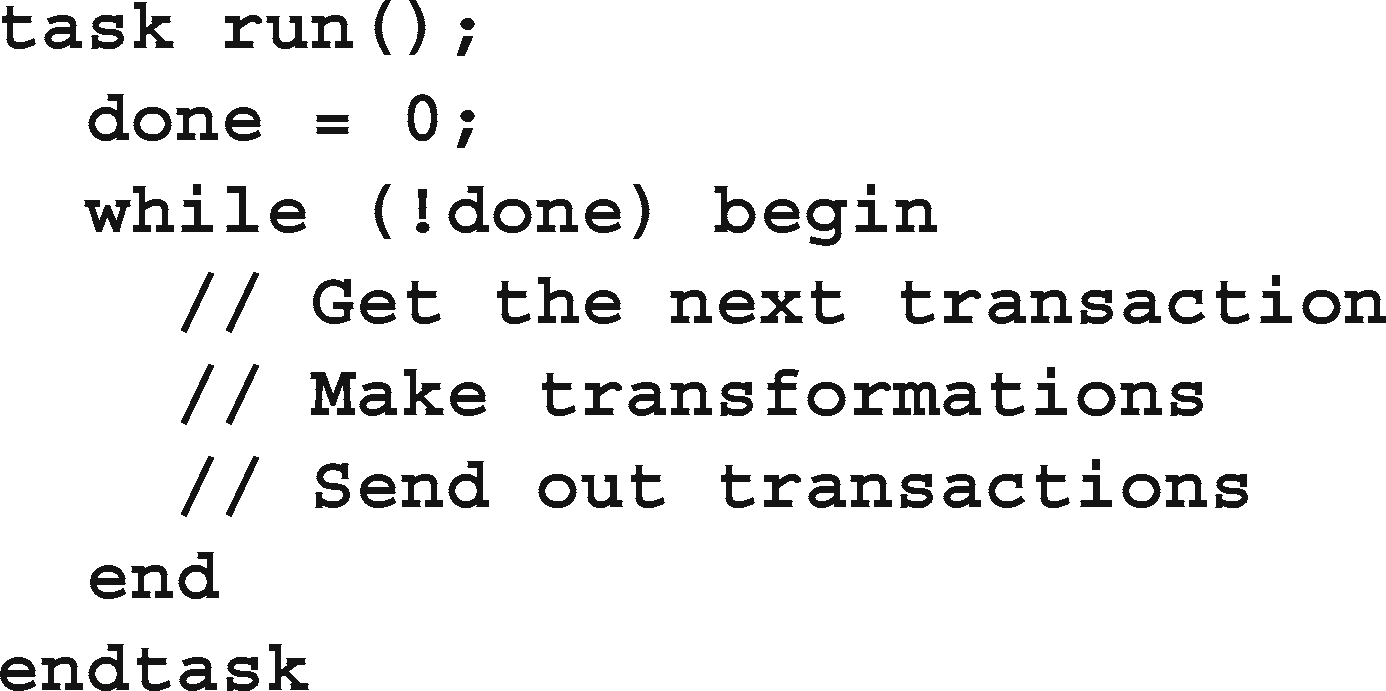 task run();
  done = 0;
  while (!done) begin
    // Get the next transaction
    // Make transformations
    // Send out transactions
  end
endtask